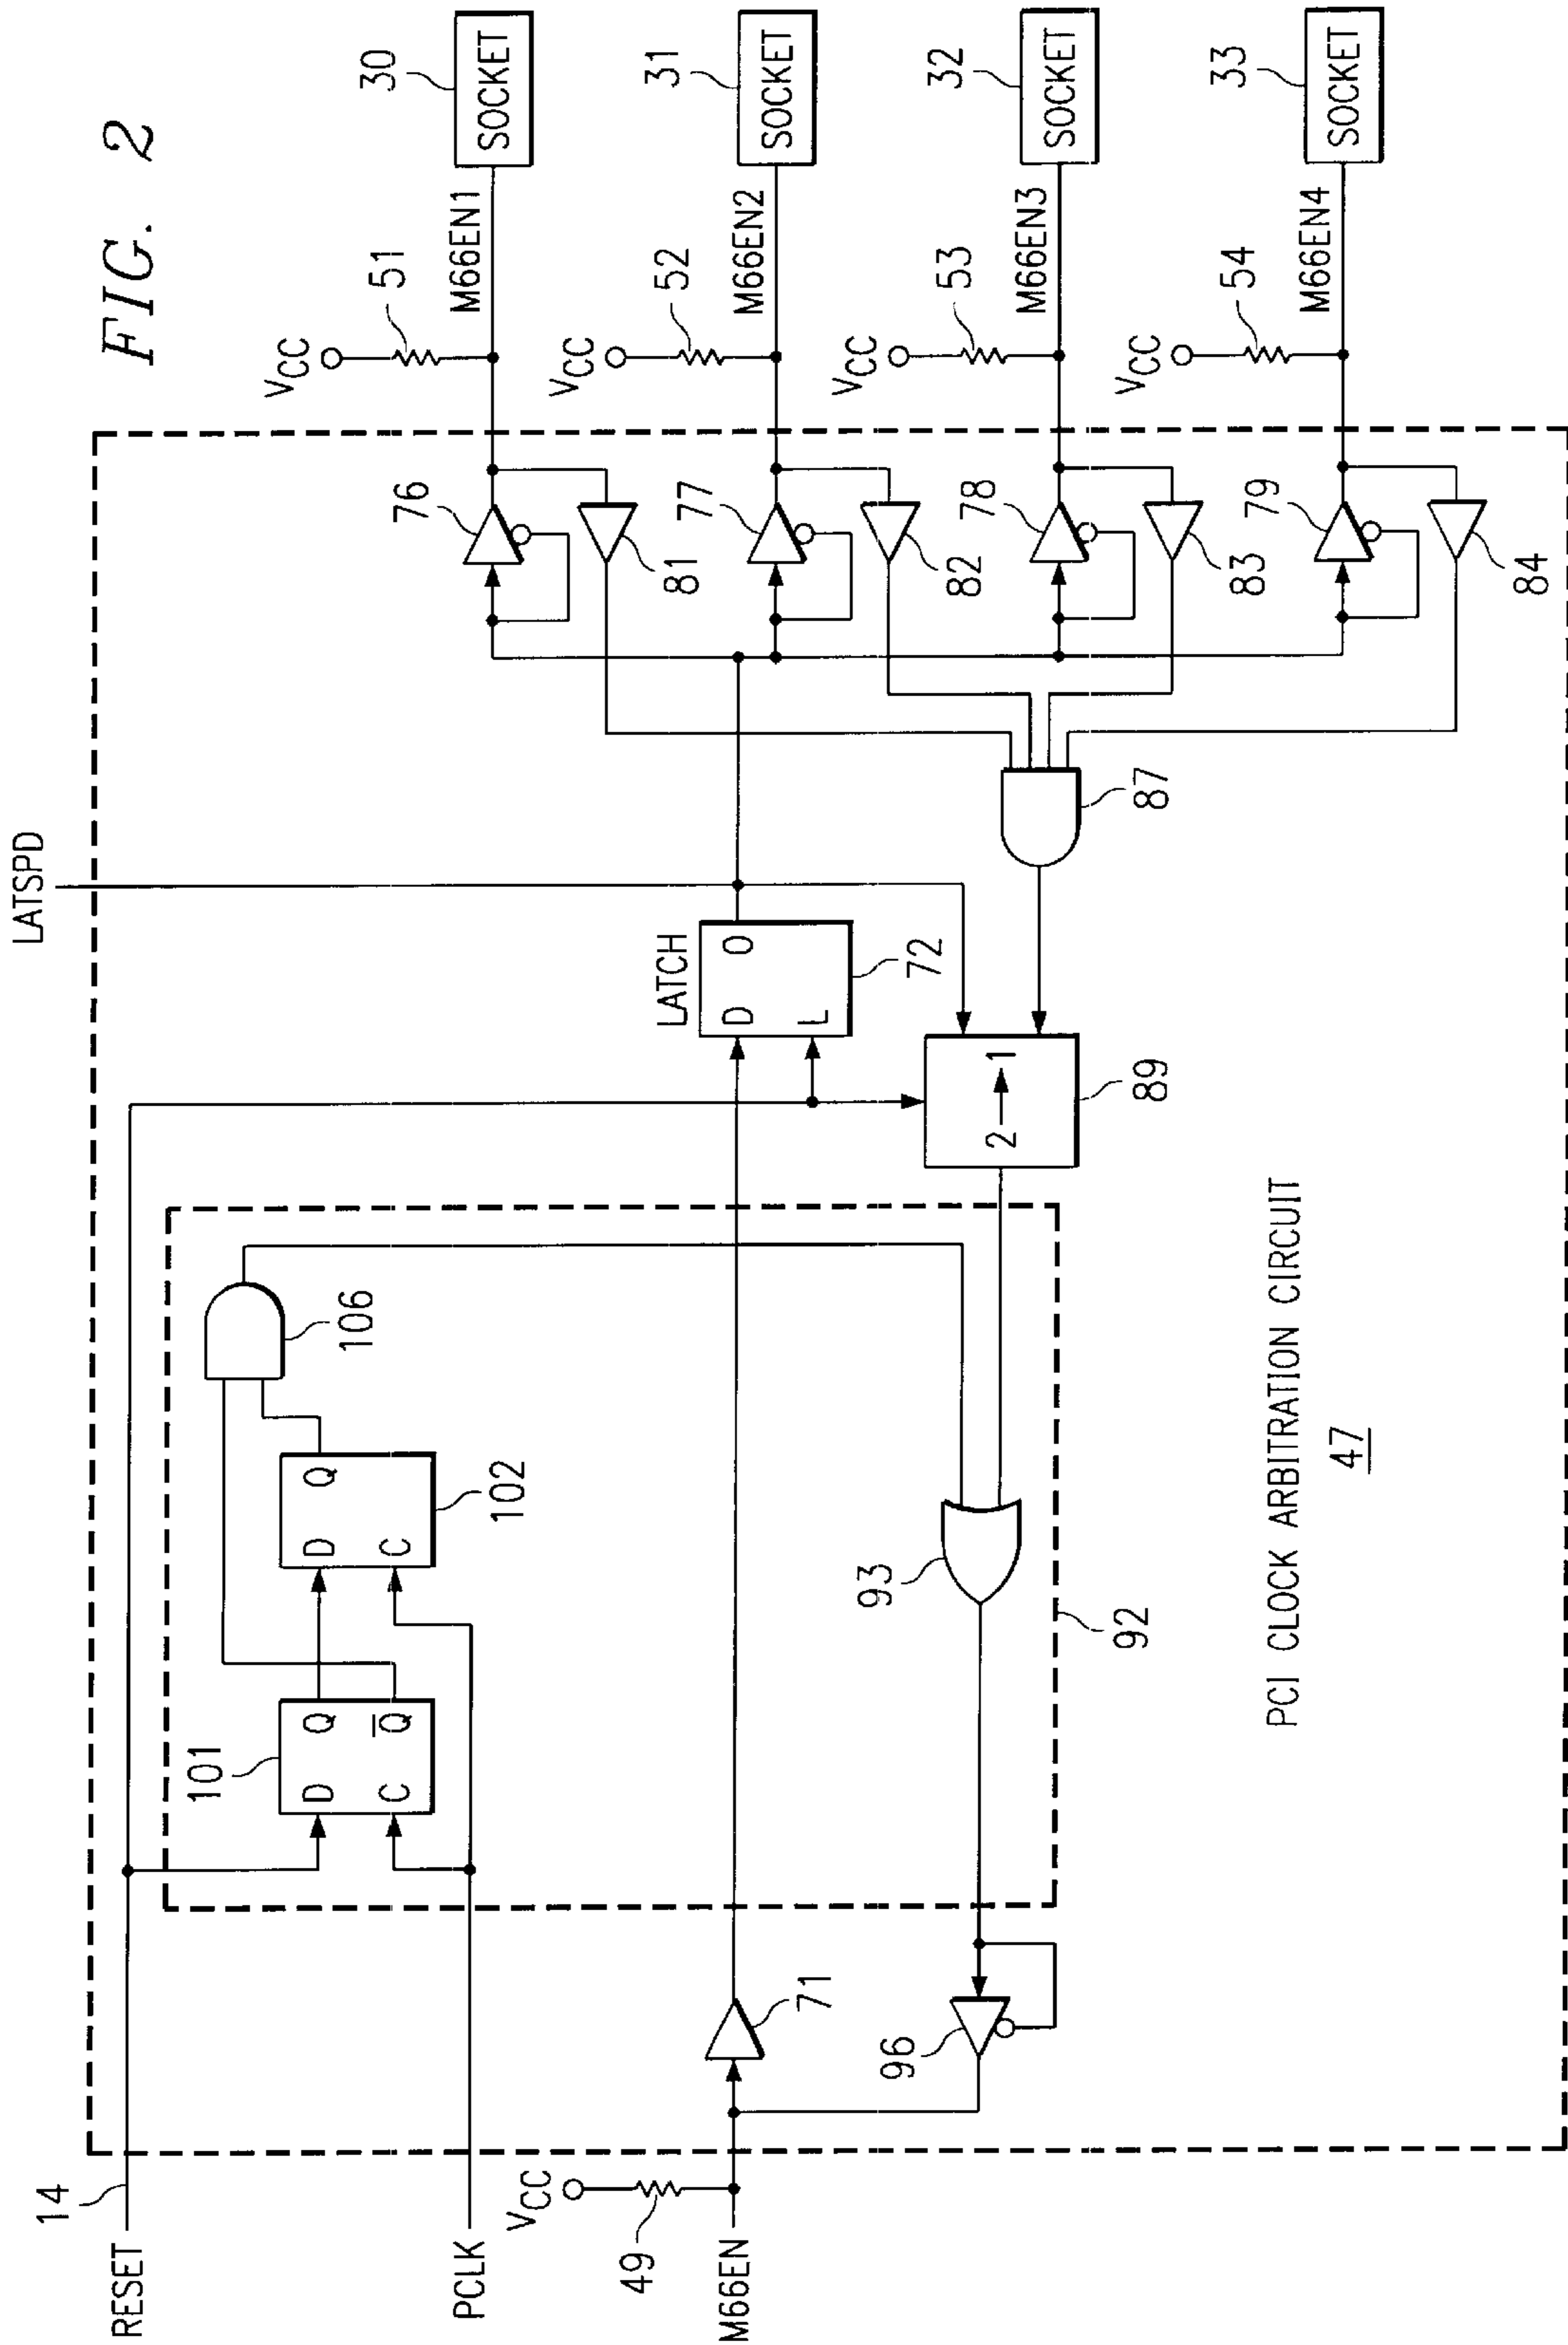 FIG. 2
LATSPD
14
RESET
PCLK
VCC
49
M66EN
101
D Q
C Q̅
102
D Q
C
106
71
96
93
92
LATCH
D O
L
72
2 → 1
89
87
76
81
77
82
78
83
79
84
VCC
51
M66EN1
30
SOCKET
VCC
52
M66EN2
31
SOCKET
VCC
53
M66EN3
32
SOCKET
VCC
54
M66EN4
33
SOCKET
PCI CLOCK ARBITRATION CIRCUIT
47